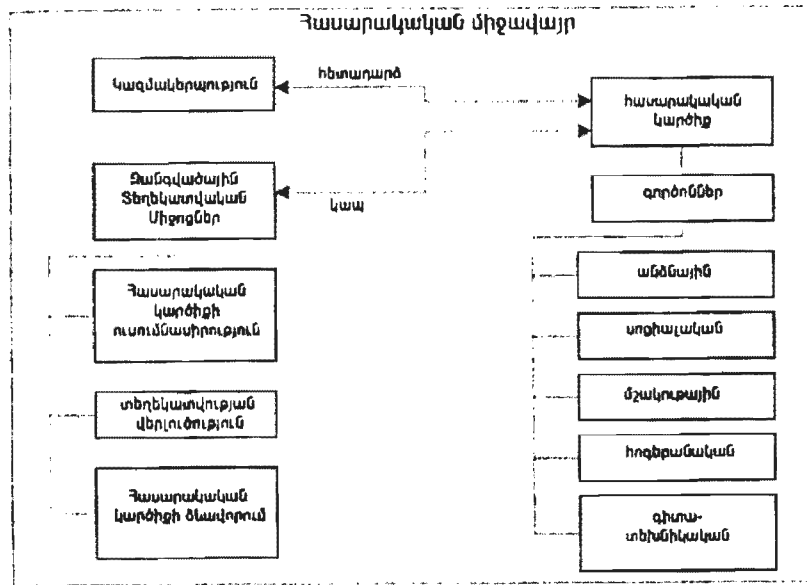 Հասարակական միջավայր
Կազմակերպություն
հետադարձ
հասարակական
կարծիք
Զանգվածային
Տեղեկատվական
Միջոցներ
կապ
գործոններ
Հասարակական
կարծիքի
ուսումնասիրություն
անձնային
սոցիալական
տեղեկատվության
վերլուծություն
մշակութային
հոգեբանական
Հասարակական
կարծիքի ձևավորում
գիտա-
տեխնիկական